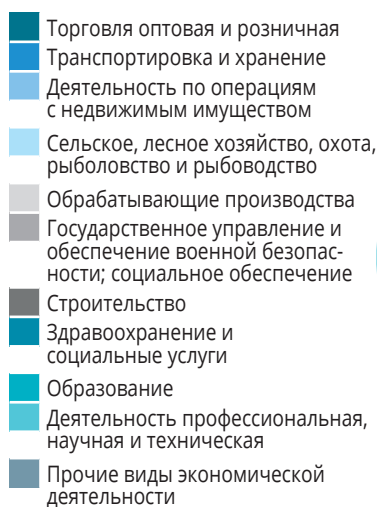 Торговля оптовая и розничная
Транспортировка и хранение
Деятельность по операциям
с недвижимым имуществом
Сельское, лесное хозяйство, охота,
рыболовство и рыбоводство
Обрабатывающие производства
Государственное управление и
обеспечение военной безопас-
ности; социальное обеспечение
Строительство
Здравоохранение и
социальные услуги
Образование
Деятельность профессиональная,
научная и техническая
Прочие виды экономической
деятельности